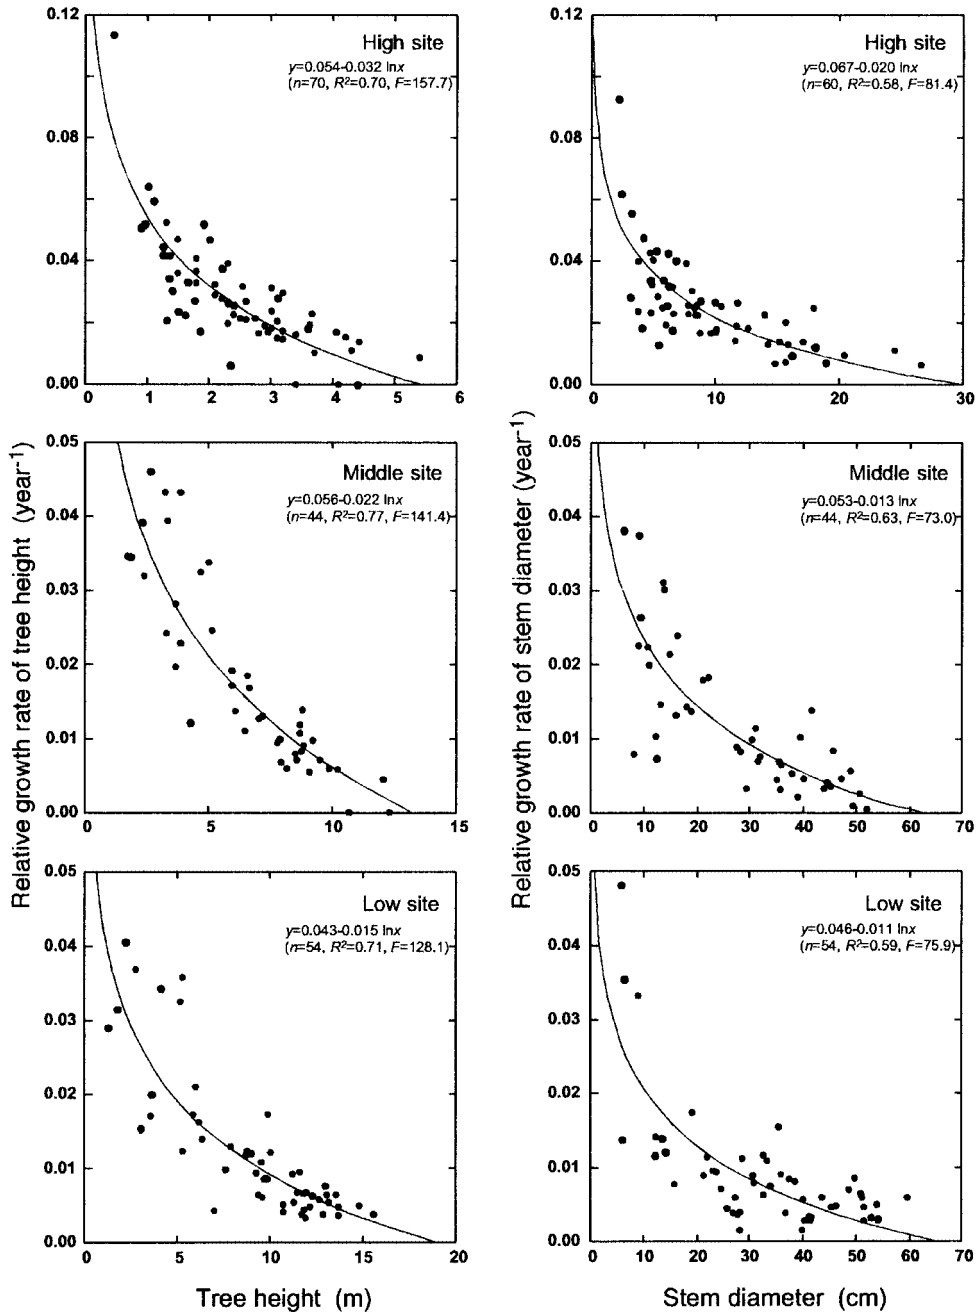 High site
y=0.054-0.032 lnx
(n=70, R²=0.70, F=157.7)
0.12
0.08
0.04
0.00
0 1 2 3 4 5 6
High site
y=0.067-0.020 lnx
(n=60, R²=0.58, F=81.4)
0.12
0.08
0.04
0.00
0 10 20 30
Relative growth rate of tree height (year⁻¹)
Middle site
y=0.056-0.022 lnx
(n=44, R²=0.77, F=141.4)
0.05
0.04
0.03
0.02
0.01
0.00
0 5 10 15
Relative growth rate of stem diameter (year⁻¹)
Middle site
y=0.053-0.013 lnx
(n=44, R²=0.63, F=73.0)
0.05
0.04
0.03
0.02
0.01
0.00
0 10 20 30 40 50 60 70
Low site
y=0.043-0.015 lnx
(n=54, R²=0.71, F=128.1)
0.05
0.04
0.03
0.02
0.01
0.00
0 5 10 15 20
Tree height (m)
Low site
y=0.046-0.011 lnx
(n=54, R²=0.59, F=75.9)
0.05
0.04
0.03
0.02
0.01
0.00
0 10 20 30 40 50 60 70
Stem diameter (cm)